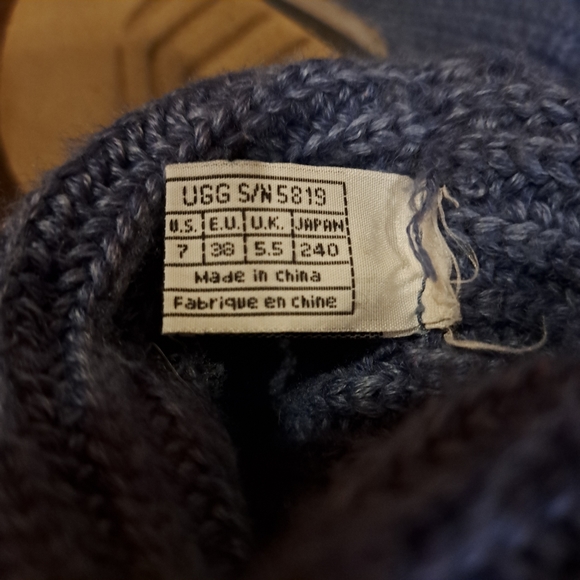 UGG S/N 5819
U.S. E.U. U.K. JAPAN
7 38 5.5 240
Made in China
Fabrique en chine